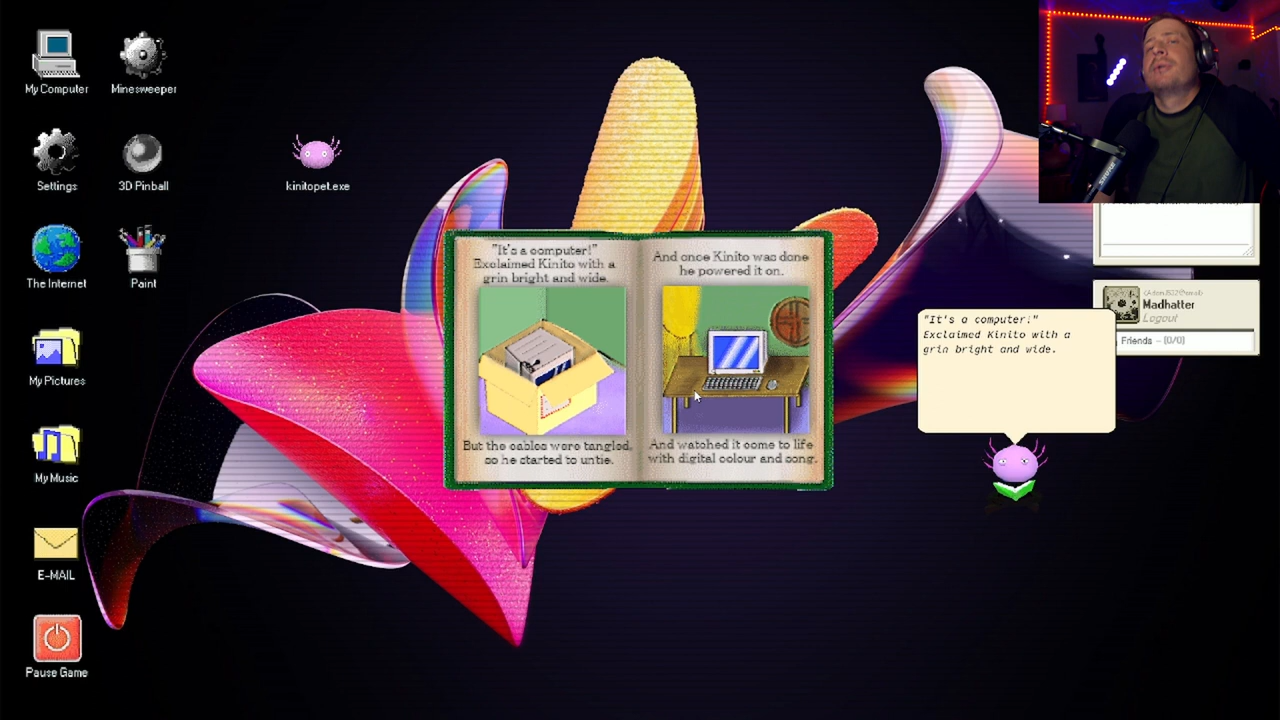 My Computer
Minesweeper
Settings
3D Pinball
kinitopet.exe
The Internet
Paint
My Pictures
My Music
E-MAIL
Pause Game
"It's a computer!"
Exclaimed Kinito with a
grin bright and wide.
But the cables were tangled,
so he started to untie.
And once Kinito was done
he powered it on.
And watched it come to life
with digital colour and song.
"It's a computer!"
Exclaimed Kinito with a
grin bright and wide.
Madhatter
Logout
Friends - (0/0)